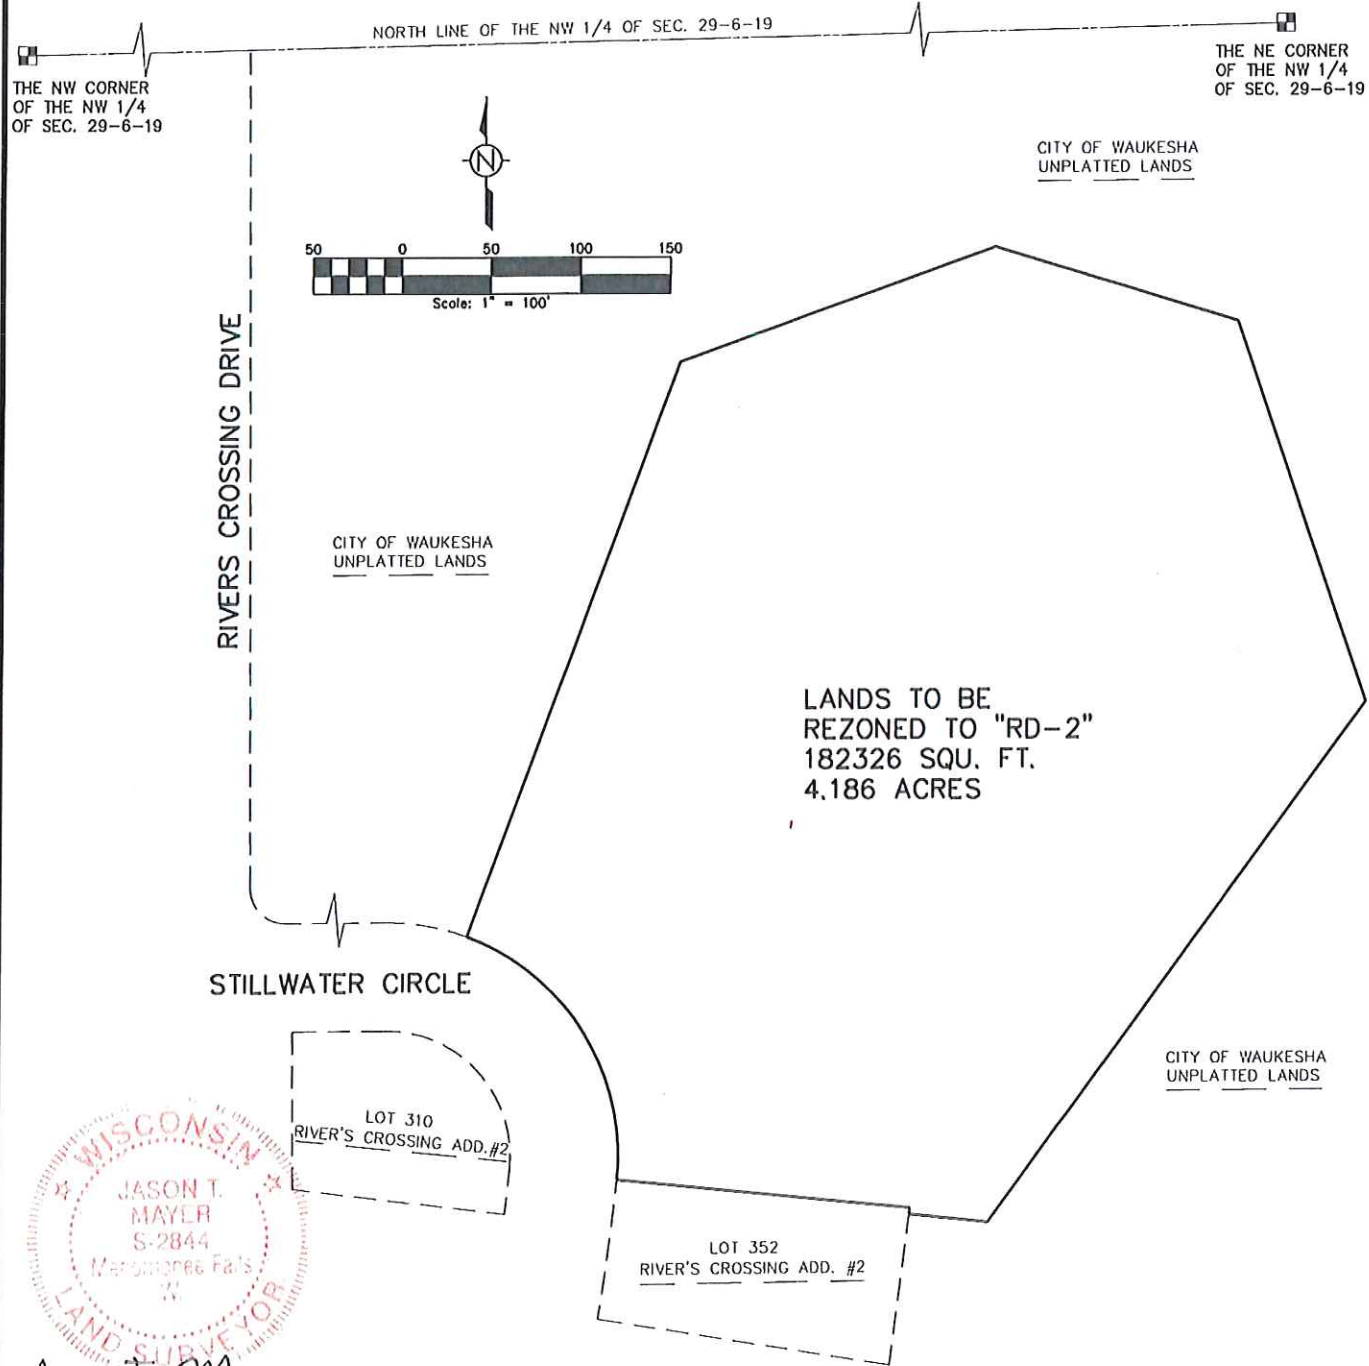 NORTH LINE OF THE NW 1/4 OF SEC. 29-6-19
THE NW CORNER
OF THE NW 1/4
OF SEC. 29-6-19
THE NE CORNER
OF THE NW 1/4
OF SEC. 29-6-19
CITY OF WAUKESHA
UNPLATTED LANDS
N
50 0 50 100 150
Scale: 1" = 100'
RIVERS CROSSING DRIVE
CITY OF WAUKESHA
UNPLATTED LANDS
LANDS TO BE
REZONED TO "RD-2"
182326 SQU. FT.
4.186 ACRES
STILLWATER CIRCLE
CITY OF WAUKESHA
UNPLATTED LANDS
LOT 310
RIVER'S CROSSING ADD.#2
LOT 352
RIVER'S CROSSING ADD. #2
WISCONSIN
JASON T.
MAYER
S-2844
Menomonee Falls
LAND SURVEYOR